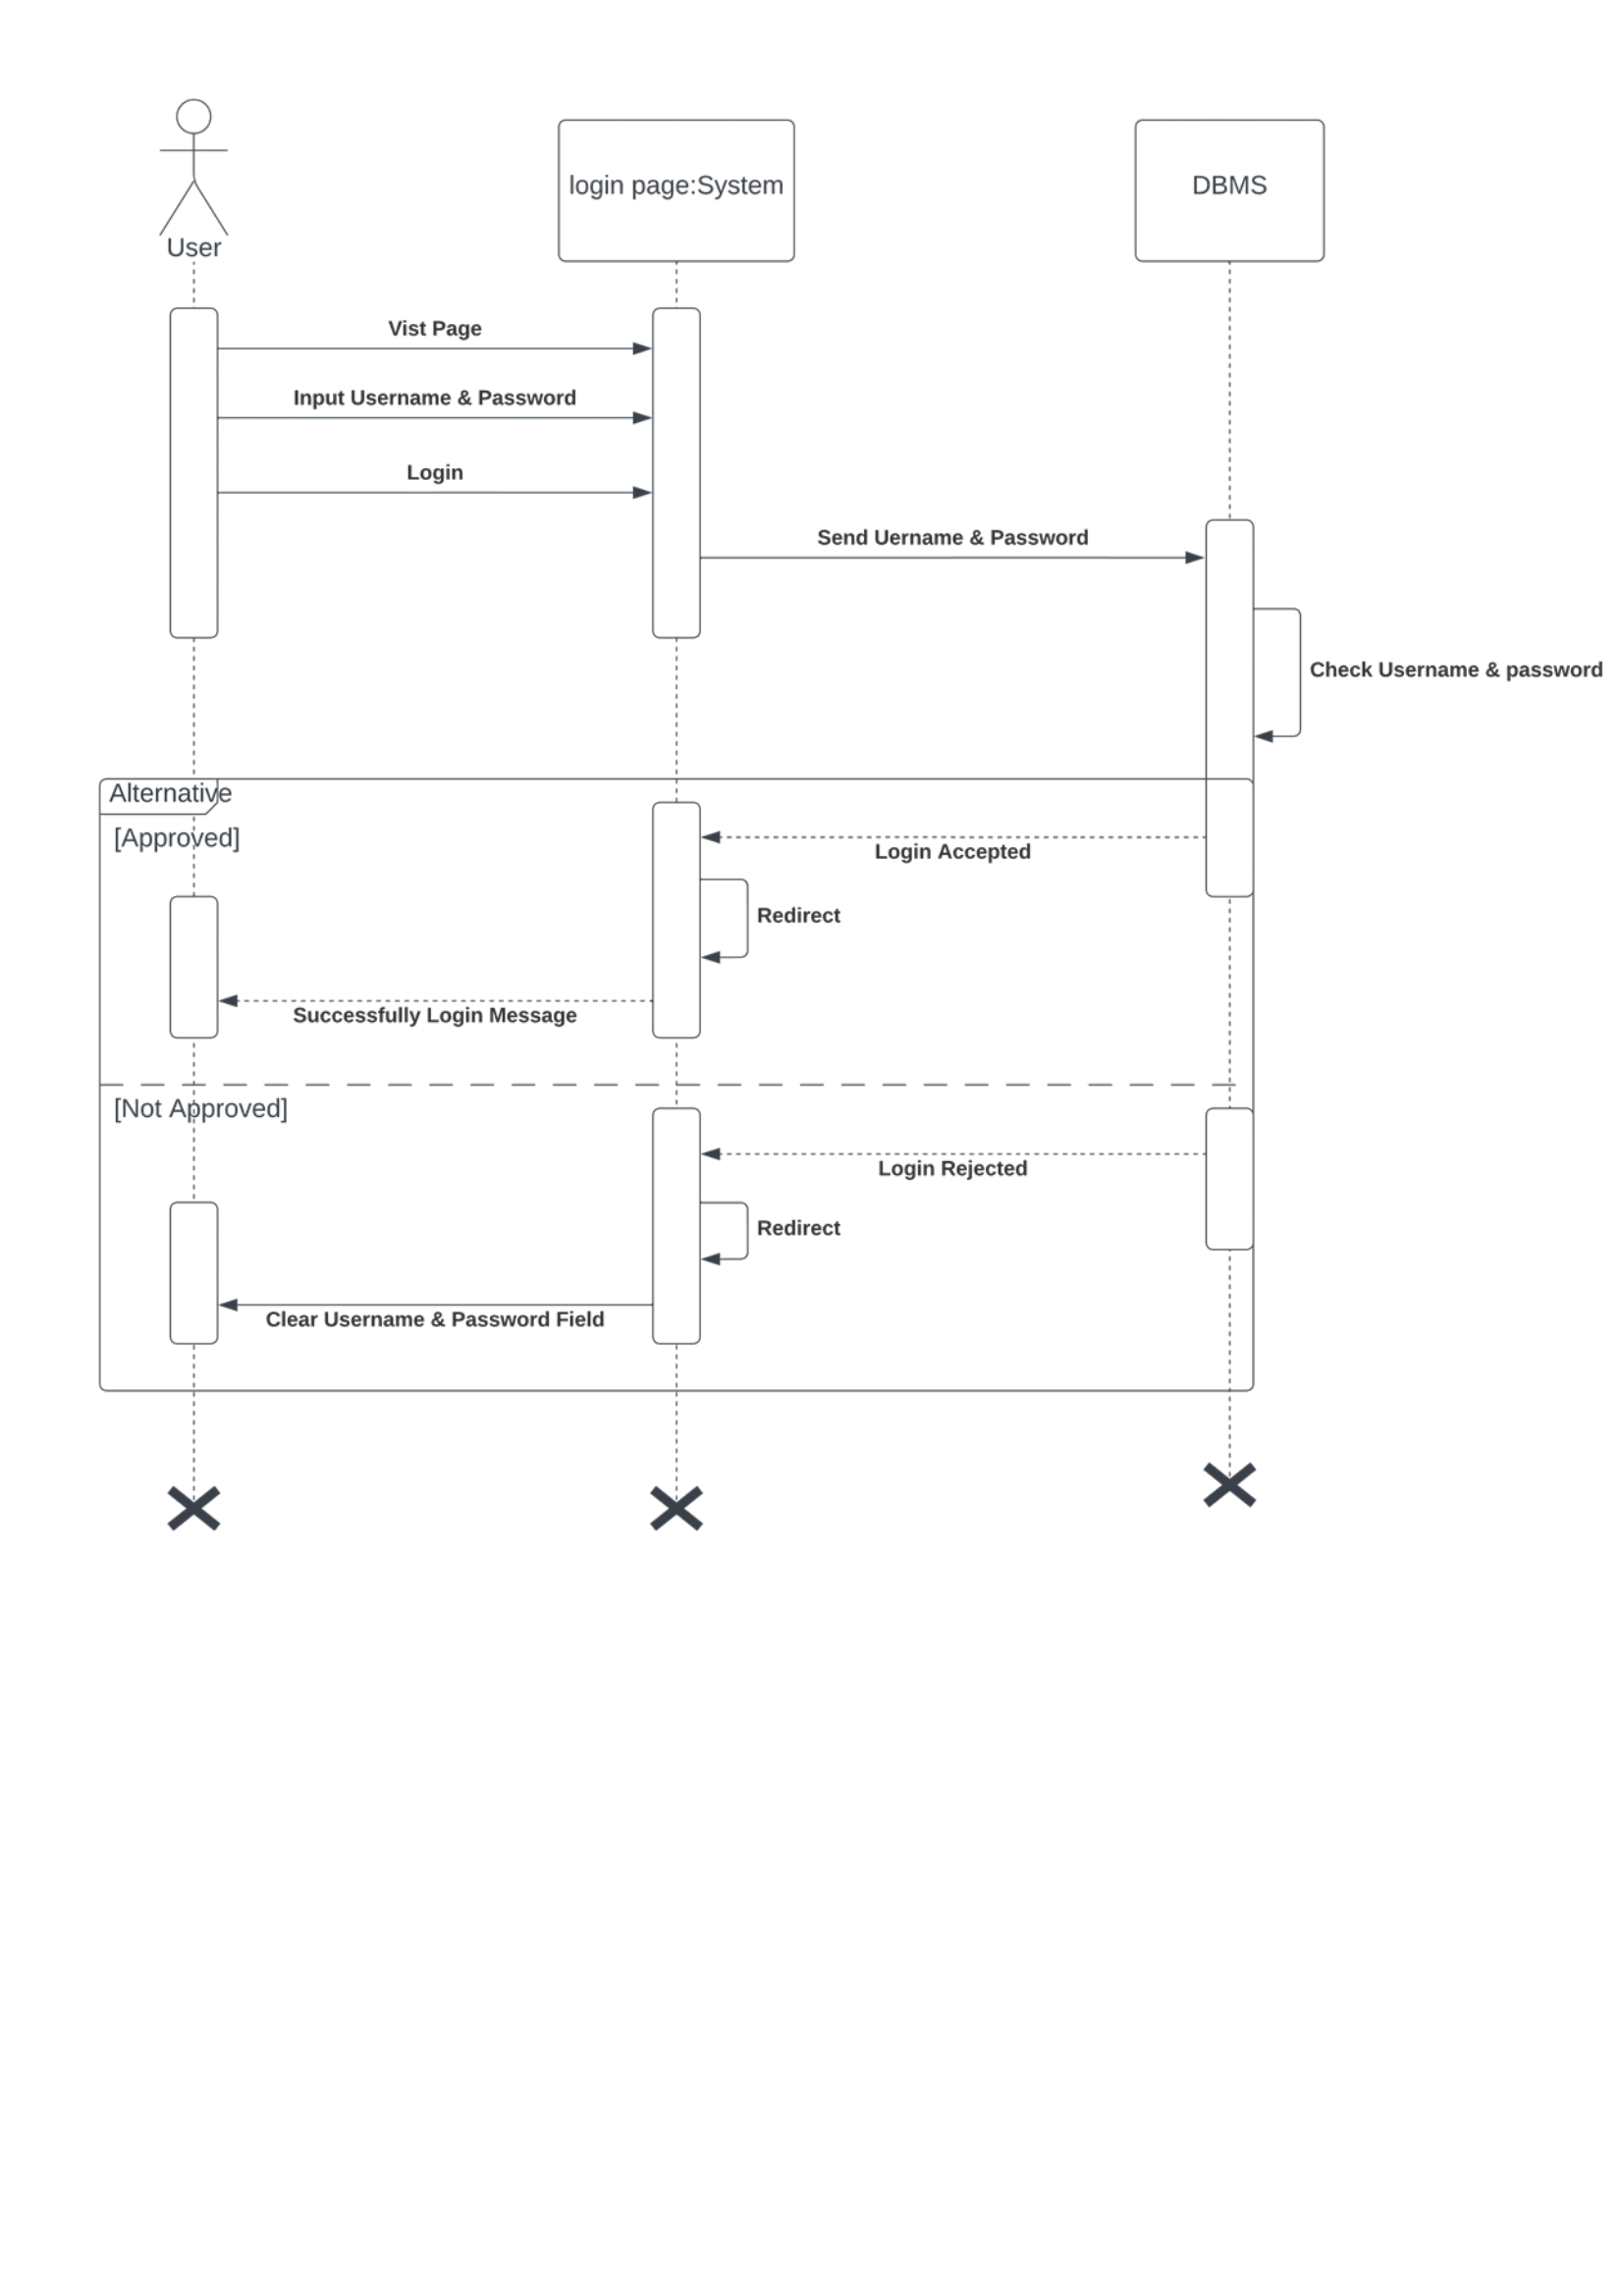 User
login page:System
DBMS
Vist Page
Input Username & Password
Login
Send Uername & Password
Check Username & password
Alternative
[Approved]
Login Accepted
Redirect
Successfully Login Message
[Not Approved]
Login Rejected
Redirect
Clear Username & Password Field